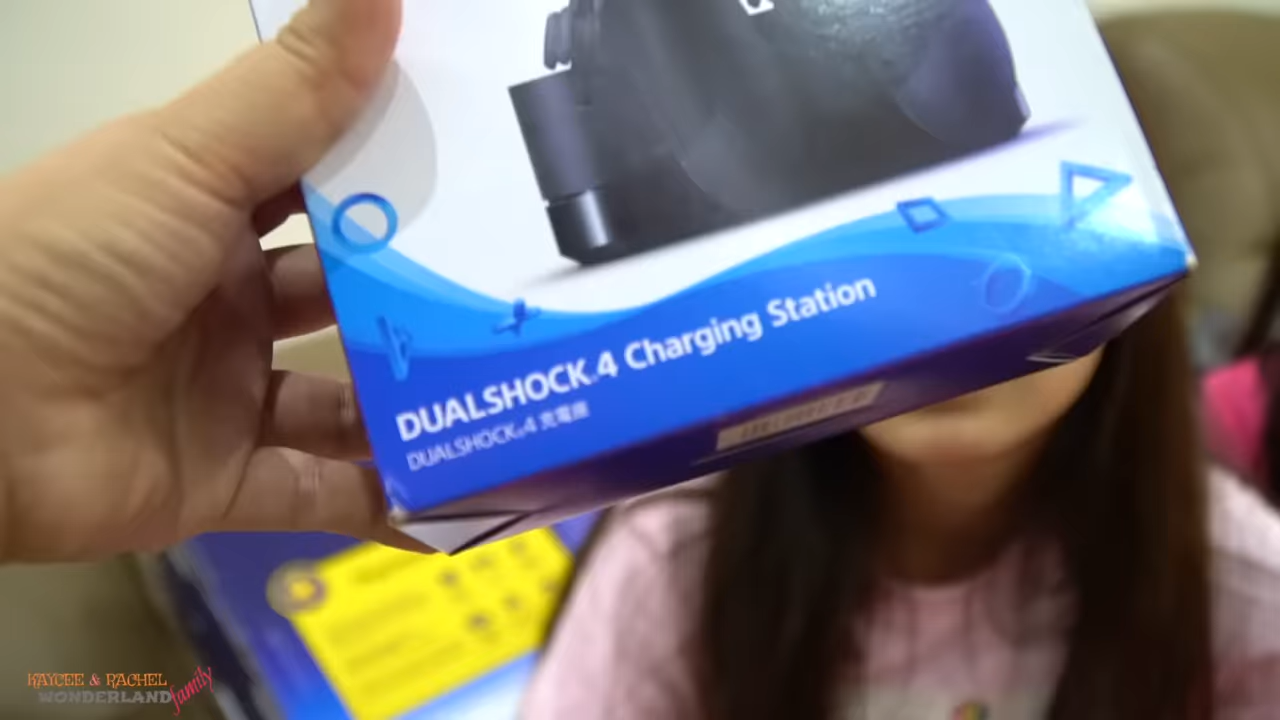 DUALSHOCK®4 Charging Station
DUALSHOCK®4 充電座
KAYCEE & RACHEL
WONDERLAND family